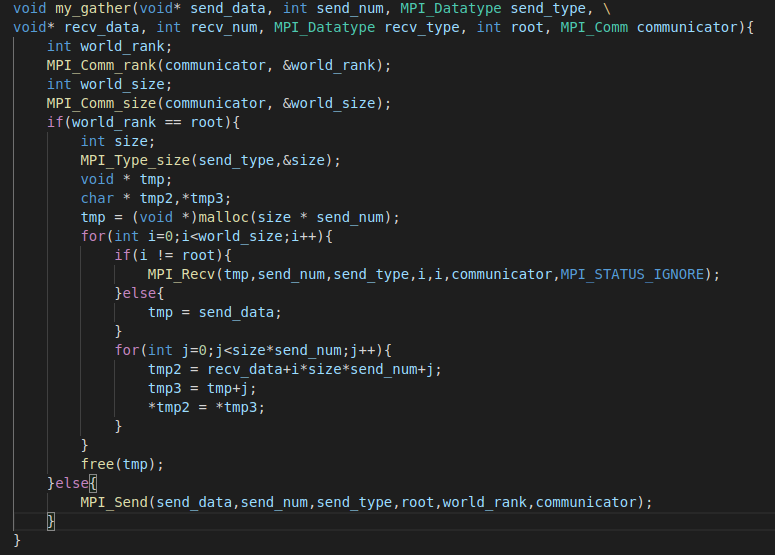 void my_gather(void* send_data, int send_num, MPI_Datatype send_type, \
void* recv_data, int recv_num, MPI_Datatype recv_type, int root, MPI_Comm communicator){
    int world_rank;
    MPI_Comm_rank(communicator, &world_rank);
    int world_size;
    MPI_Comm_size(communicator, &world_size);
    if(world_rank == root){
        int size;
        MPI_Type_size(send_type,&size);
        void * tmp;
        char * tmp2,*tmp3;
        tmp = (void *)malloc(size * send_num);
        for(int i=0;i<world_size;i++){
            if(i != root){
                MPI_Recv(tmp,send_num,send_type,i,i,communicator,MPI_STATUS_IGNORE);
            }else{
                tmp = send_data;
            }
            for(int j=0;j<size*send_num;j++){
                tmp2 = recv_data+i*size*send_num+j;
                tmp3 = tmp+j;
                *tmp2 = *tmp3;
            }
        }
        free(tmp);
    }else{
        MPI_Send(send_data,send_num,send_type,root,world_rank,communicator);
    }
}